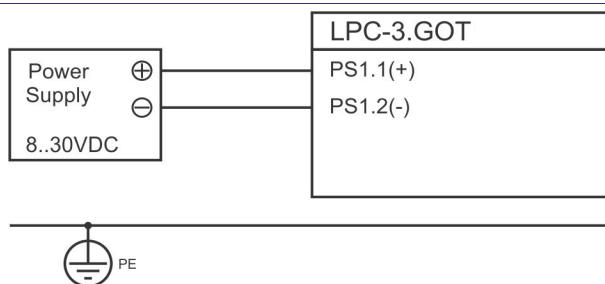 LPC-3.GOT
Power
Supply
8..30VDC
PS1.1(+)
PS1.2(-)
PE